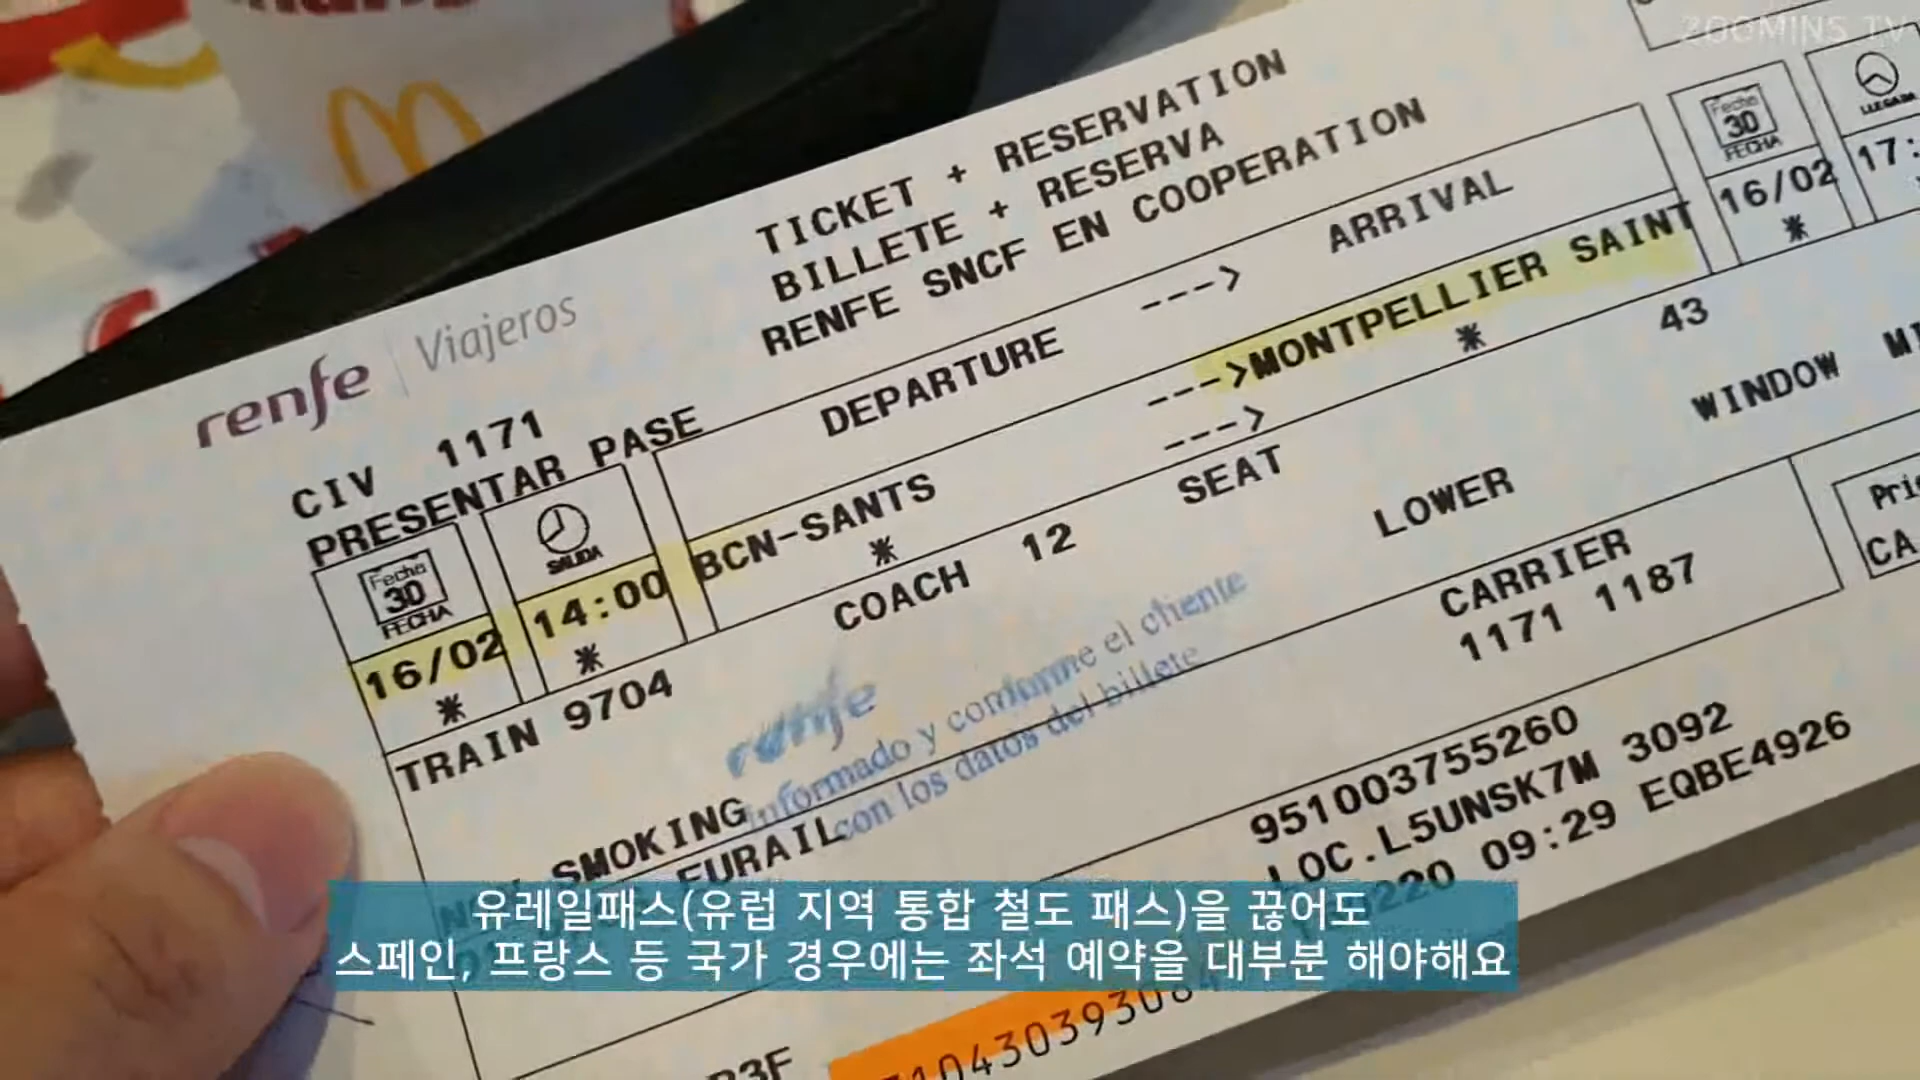 ZOOMINS TV
TICKET + RESERVATION
BILLETE + RESERVA
RENFE SNCF EN COOPERATION
renfe Viajeros
CIV 1171
PRESENTAR PASE
DEPARTURE ---> ARRIVAL
Fecha 30 FECHA
SALIDA
Fecha 30 FECHA
LLEGADA
16/02 14:00 BCN-SANTS --->MONTPELLIER SAINT 16/02 17:
* * * ---> * *
TRAIN 9704 COACH 12 SEAT 43
LOWER WINDOW
renfe
Informado y conforme el cliente
con los datos del billete
SMOKING
EURAIL
CARRIER
1171 1187
CA
951003755260
LOC.L5UNSK7M 3092
09:29 EQBE4926
유레일패스(유럽 지역 통합 철도 패스)을 끊어도
스페인, 프랑스 등 국가 경우에는 좌석 예약을 대부분 해야해요